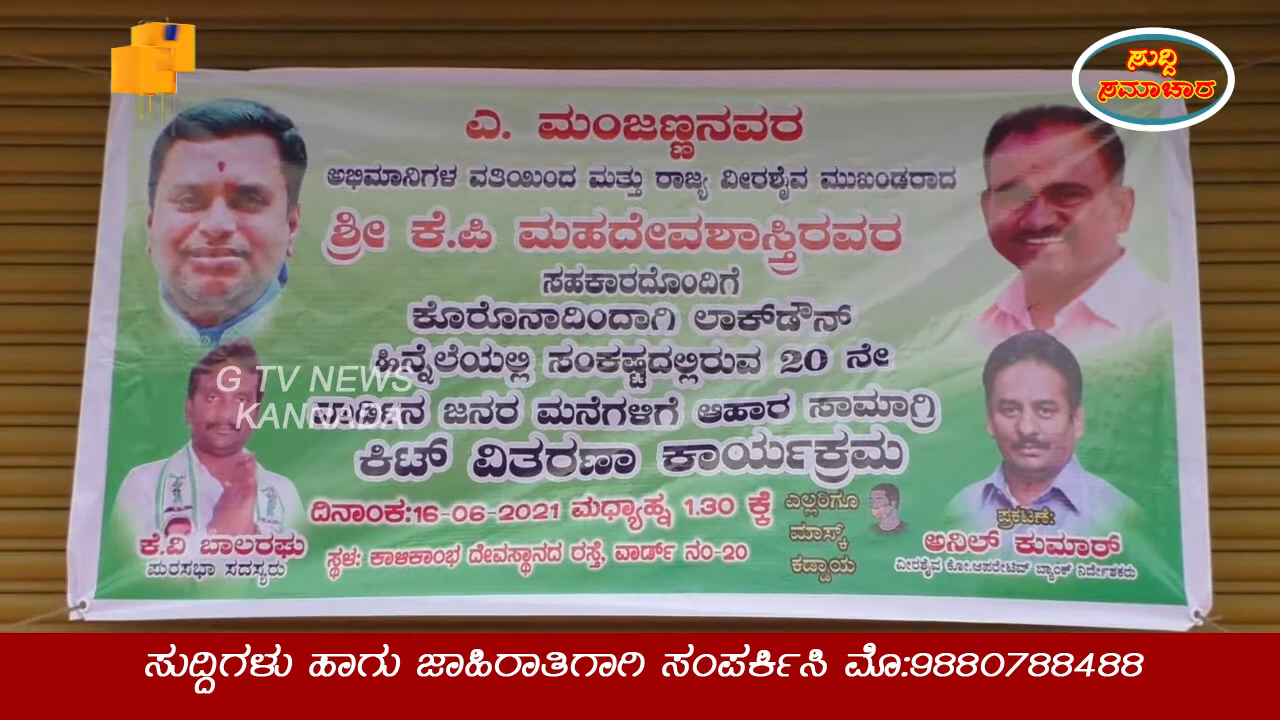 ಸುದ್ದಿ
ಸಮಾಚಾರ
ಎ. ಮಂಜಣ್ಣನವರ
ಅಭಿಮಾನಿಗಳ ವತಿಯಿಂದ ಮತ್ತು ರಾಜ್ಯ ವೀರಶೈವ ಮುಖಂಡರಾದ
ಶ್ರೀ ಕೆ.ಪಿ ಮಹದೇವಶಾಸ್ತ್ರಿರವರ
ಸಹಕಾರದೊಂದಿಗೆ
ಕೊರೊನಾದಿಂದಾಗಿ ಲಾಕ್‌ಡೌನ್
ಹಿನ್ನೆಲೆಯಲ್ಲಿ ಸಂಕಷ್ಟದಲ್ಲಿರುವ 20 ನೇ
ವಾರ್ಡಿನ ಜನರ ಮನೆಗಳಿಗೆ ಆಹಾರ ಸಾಮಾಗ್ರಿ
ಕಿಟ್ ವಿತರಣಾ ಕಾರ್ಯಕ್ರಮ
G TV NEWS
KANNADA
ದಿನಾಂಕ:16-06-2021 ಮಧ್ಯಾಹ್ನ 1.30 ಕ್ಕೆ
ಸ್ಥಳ: ಕಾಳಿಕಾಂಭ ದೇವಸ್ಥಾನದ ರಸ್ತೆ, ವಾರ್ಡ್ ನಂ-20
ಎಲ್ಲರಿಗೂ
ಮಾಸ್ಕ್
ಕಡ್ಡಾಯ
ಕೆ.ವಿ ಬಾಲರಘು
ಪುರಸಭಾ ಸದಸ್ಯರು
ಪ್ರಕಟಣೆ:
ಅನಿಲ್ ಕುಮಾರ್
ವೀರಶೈವ ಕೋ.ಆಪರೇಟಿವ್ ಬ್ಯಾಂಕ್ ನಿರ್ದೇಶಕರು
ಸುದ್ದಿಗಳು ಹಾಗು ಜಾಹಿರಾತಿಗಾಗಿ ಸಂಪರ್ಕಿಸಿ ಮೊ:9880788488